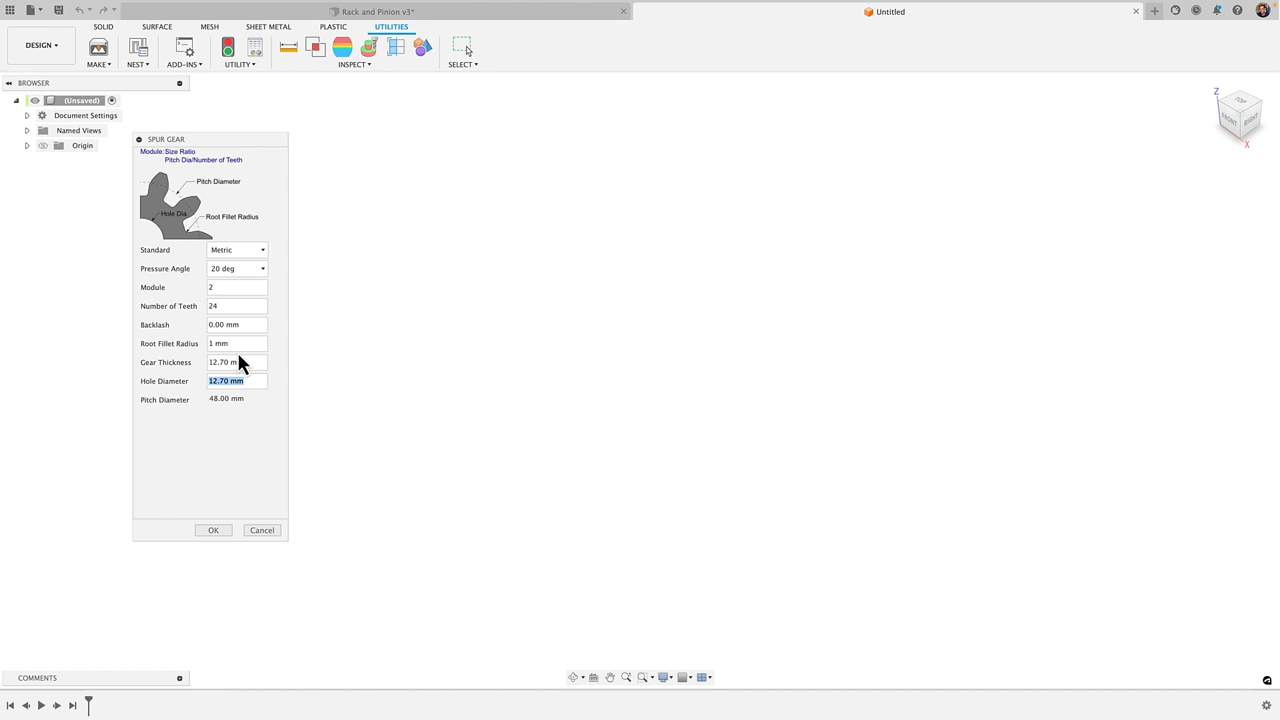 Rack and Pinion v3*
Untitled
DESIGN
SOLID
SURFACE
MESH
SHEET METAL
PLASTIC
UTILITIES
MAKE
NEST
ADD-INS
UTILITY
INSPECT
SELECT
BROWSER
(Unsaved)
Document Settings
Named Views
Origin
Z
TOP
FRONT
RIGHT
X
SPUR GEAR
Module: Size Ratio
Pitch Dia/Number of Teeth
Pitch Diameter
Hole Dia
Root Fillet Radius
Standard Metric
Pressure Angle 20 deg
Module 2
Number of Teeth 24
Backlash 0.00 mm
Root Fillet Radius 1 mm
Gear Thickness 12.70 m
Hole Diameter 12.70 mm
Pitch Diameter 48.00 mm
OK Cancel
COMMENTS